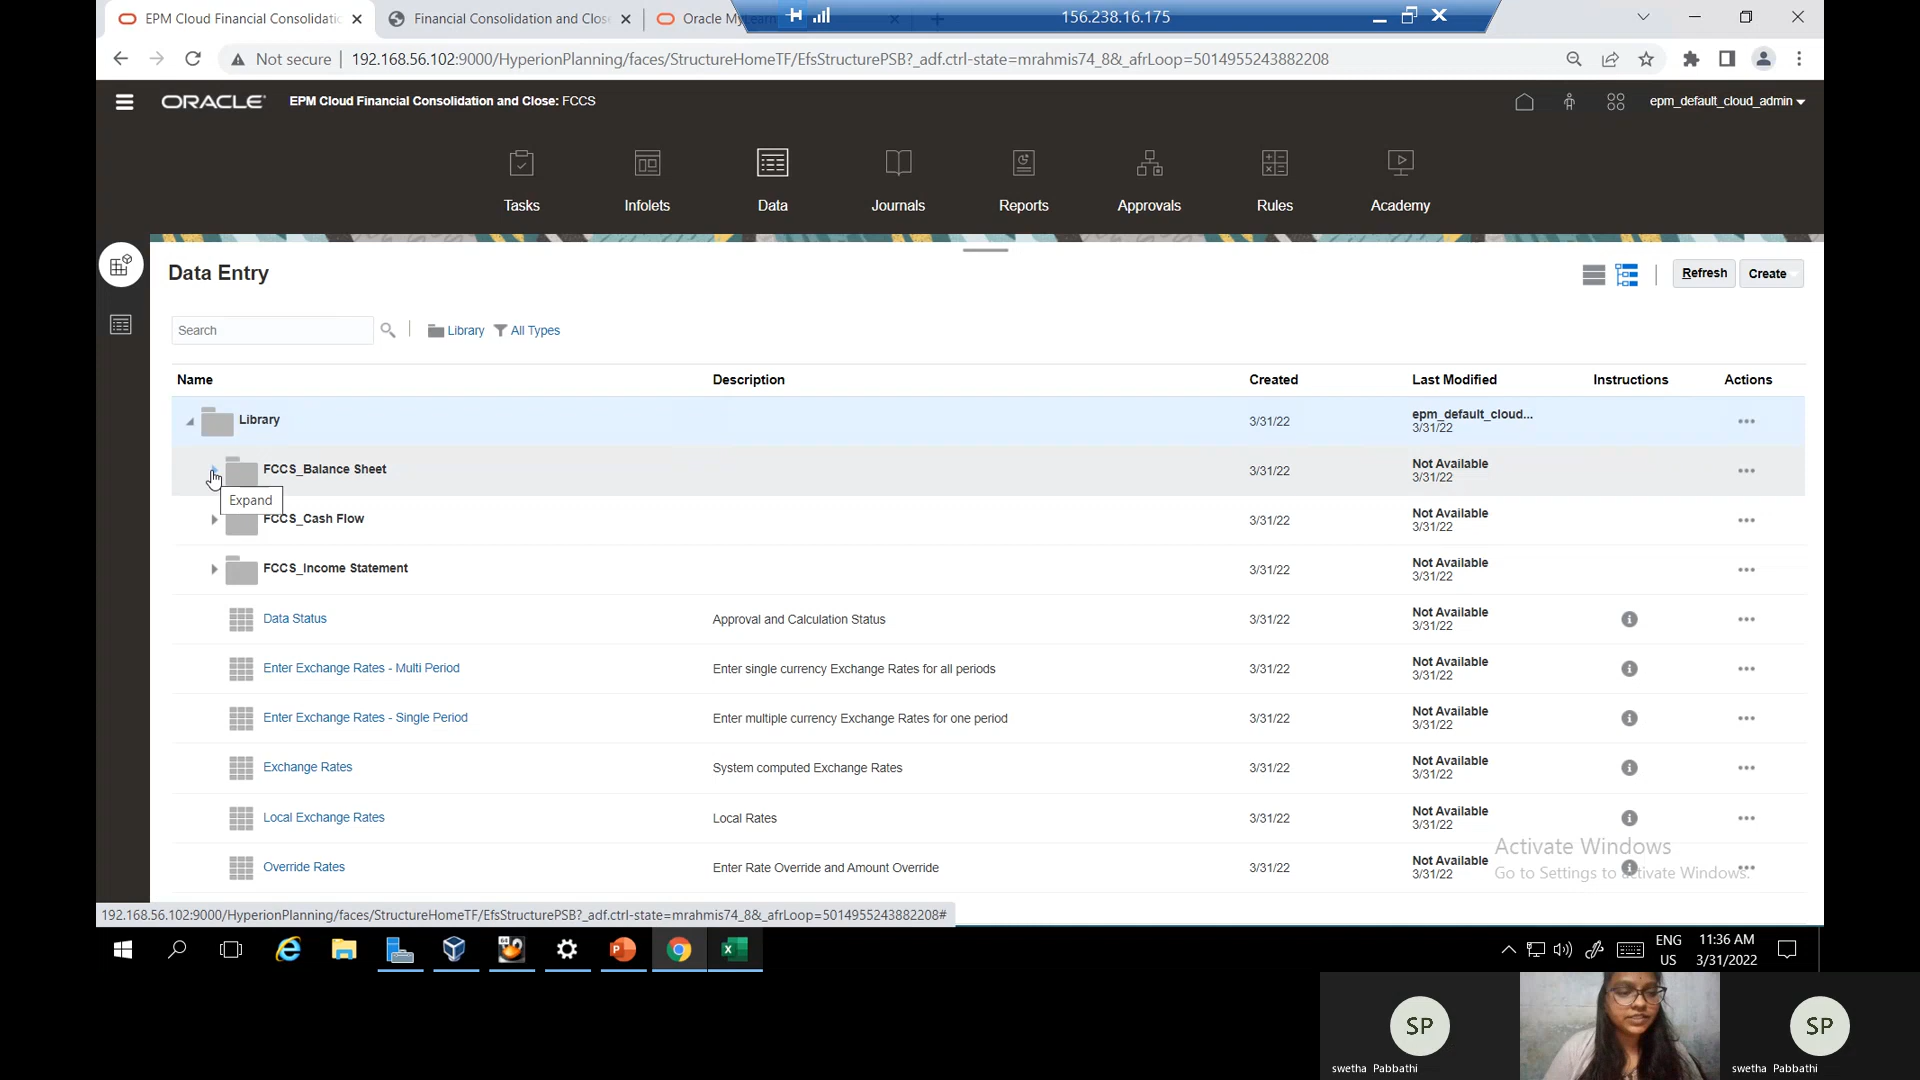 EPM Cloud Financial Consolidatic
Financial Consolidation and Close
Oracle MyLearn
156.238.16.175
Not secure
192.168.56.102:9000/HyperionPlanning/faces/StructureHomeTF/EfsStructurePSB?_adf.ctrl-state=mrahmis74_8&_afrLoop=5014955243882208
ORACLE
EPM Cloud Financial Consolidation and Close: FCCS
epm_default_cloud_admin
Tasks
Infolets
Data
Journals
Reports
Approvals
Rules
Academy
Data Entry
Refresh
Create
Search
Library
All Types
Name Description Created Last Modified Instructions Actions
Library 3/31/22 epm_default_cloud...
3/31/22
FCCS_Balance Sheet 3/31/22 Not Available
3/31/22
Expand
FCCS_Cash Flow 3/31/22 Not Available
3/31/22
FCCS_Income Statement 3/31/22 Not Available
3/31/22
Data Status Approval and Calculation Status 3/31/22 Not Available
3/31/22
Enter Exchange Rates - Multi Period Enter single currency Exchange Rates for all periods 3/31/22 Not Available
3/31/22
Enter Exchange Rates - Single Period Enter multiple currency Exchange Rates for one period 3/31/22 Not Available
3/31/22
Exchange Rates System computed Exchange Rates 3/31/22 Not Available
3/31/22
Local Exchange Rates Local Rates 3/31/22 Not Available
3/31/22
Override Rates Enter Rate Override and Amount Override 3/31/22 Not Available
3/31/22
Activate Windows
Go to Settings to activate Windows.
192.168.56.102:9000/HyperionPlanning/faces/StructureHomeTF/EfsStructurePSB?_adf.ctrl-state=mrahmis74_8&_afrLoop=5014955243882208#
ENG
US
11:36 AM
3/31/2022
SP
swetha Pabbathi
SP
swetha Pabbathi